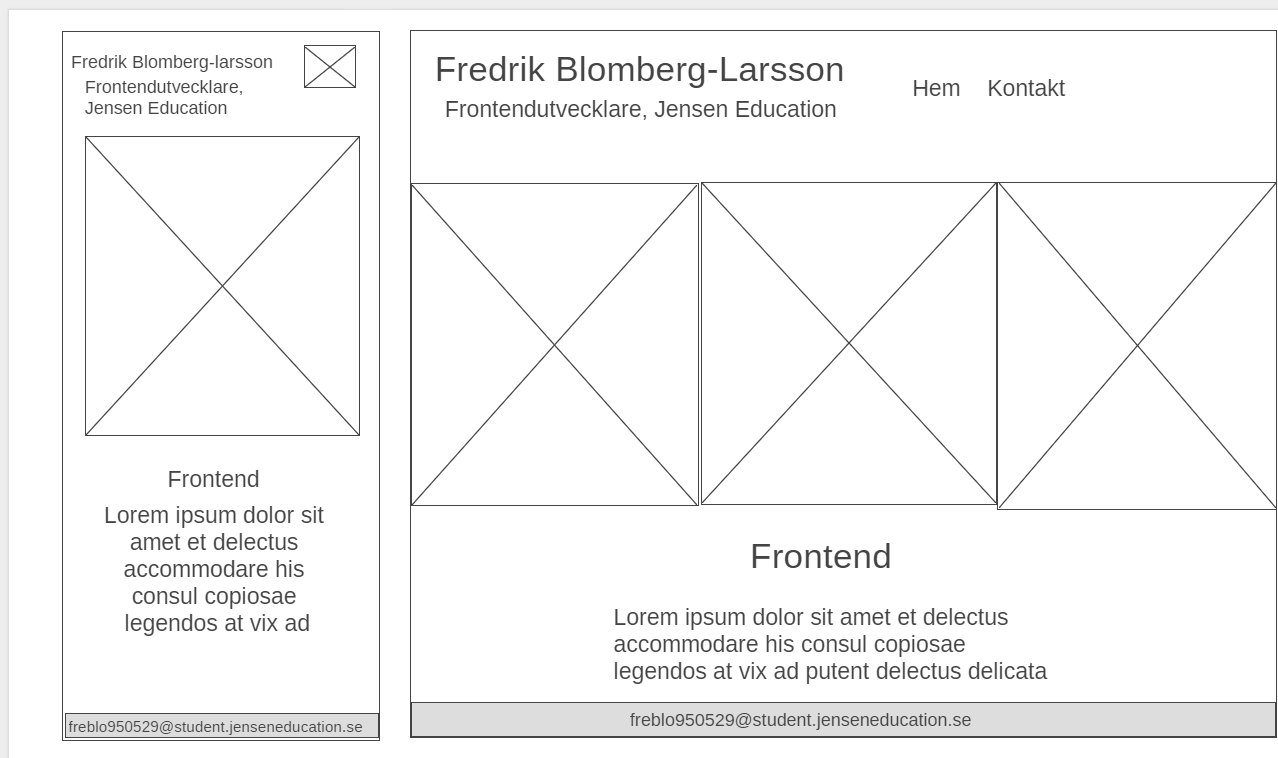 Fredrik Blomberg-larsson
Frontendutvecklare,
Jensen Education
Frontend
Lorem ipsum dolor sit
amet et delectus
accommodare his
consul copiosae
legendos at vix ad
freblo950529@student.jenseneducation.se
Fredrik Blomberg-Larsson
Frontendutvecklare, Jensen Education
Hem Kontakt
Frontend
Lorem ipsum dolor sit amet et delectus
accommodare his consul copiosae
legendos at vix ad putent delectus delicata
freblo950529@student.jenseneducation.se